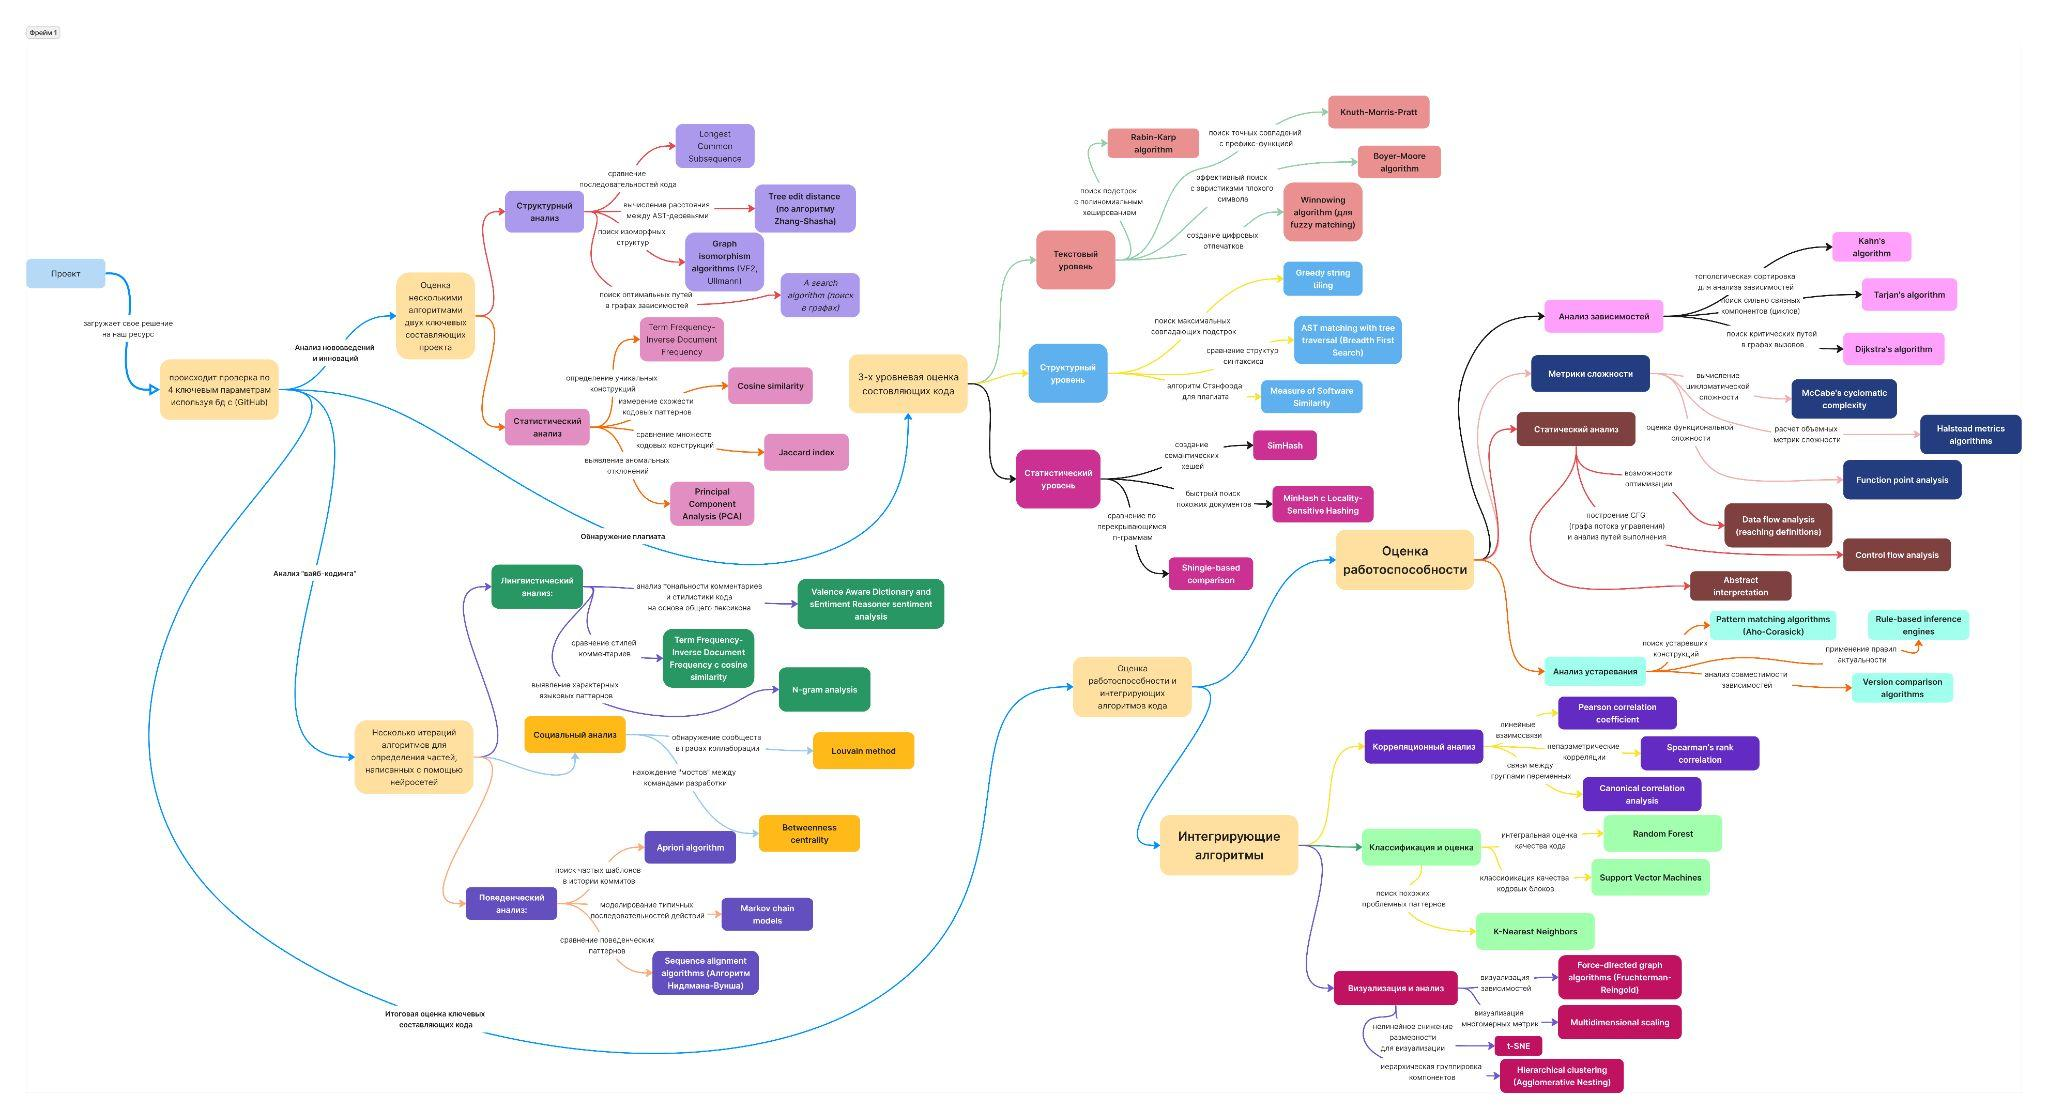 Фрейм 1
Проект
загружает свое решение
на наш ресурс
происходит проверка по
4 ключевым параметрам
используя бд с (GitHub)
Анализ нововведений
и инноваций
Оценка
несколькими
алгоритмами
двух ключевых
составляющих
проекта
Структурный
анализ
сравнение
последовательностей кода
Longest
Common
Subsequence
вычисления расстояния
между AST-деревьями
Tree edit distance
(по алгоритму
Zhang-Shasha)
поиск изоморфных
структур
Graph
isomorphism
algorithms (VF2,
Ullmann)
поиск оптимальных путей
в графах зависимостей
A search
algorithm (поиск
в графах)
Статистический
анализ
определение уникальных
конструкций
Term Frequency-
Inverse Document
Frequency
измерение схожести
кодовых паттернов
Cosine similarity
сравнение множеств
кодовых конструкций
Jaccard index
выявление аномальных
отклонений
Principal
Component
Analysis (PCA)
Обнаружение плагиата
3-х уровневая оценка
состовляющих кода
Текстовый
уровень
поиск подстрок
с полиномиальным
хешированием
Rabin-Karp
algorithm
поиск точных совпадений
с префикс-функцией
Knuth-Morris-Pratt
эффективный поиск
с эвристиками плохого
символа
Boyer-Moore
algorithm
создание цифровых
отпечатков
Winnowing
algorithm (для
fuzzy matching)
Структурный
уровень
поиск максимальных
совпадающих подстрок
Greedy string
tiling
сравнение структур
синтаксиса
AST matching with tree
traversal (Breadth First
Search)
алгоритм Стэнфорда
для плагиата
Measure of Software
Similarity
Статистический
уровень
создание
семантических
хешей
SimHash
быстрый поиск
похожих документов
MinHash с Locality-
Sensitive Hashing
сравнение по
перекрывающимся
n-граммам
Shingle-based
comparison
Анализ "вайб-кодинга"
Несколько итераций
алгоритмов для
определения частей,
написанных с помощью
нейросетей
Лингвистический
анализ:
анализ тональности комментариев
и стилистики кода
на основе общего лексикона
Valence Aware Dictionary and
sEntiment Reasoner sentiment
analysis
сравнение стилей
комментариев
Term Frequency-
Inverse Document
Frequency с cosine
similarity
выявление характерных
языковых паттернов
N-gram analysis
Социальный анализ
обнаружение сообществ
в графах коллаборации
Louvain method
нахождение "мостов" между
командами разработки
Betweenness
centrality
Поведенческий
анализ:
поиск частых шаблонов
в истории коммитов
Apriori algorithm
моделирование типичных
последовательностей действий
Markov chain
models
сравнение поведенческих
паттернов
Sequence alignment
algorithms (Алгоритм
Нидлмана-Вунша)
Итоговая оценка ключевых
составляющих кода
Оценка
работоспособности и
интегрирующих
алгоритмов кода
Оценка
работоспособности
Анализ зависимостей
топологическая сортировка
для анализа зависимостей
Kahn's
algorithm
поиск сильно связных
компонентов (циклов)
Tarjan's algorithm
поиск критических путей
в графах вызовов
Dijkstra's algorithm
Метрики сложности
вычисление
цикломатической
сложности
McCabe's cyclomatic
complexity
расчет объемных
метрик сложности
Halstead metrics
algorithms
оценка функциональной
сложности
Function point analysis
Статический анализ
возможности
оптимизации
Data flow analysis
(reaching definitions)
построение CFG
(графа потока управления)
и анализ путей выполнения
Control flow analysis
Abstract
interpretation
Анализ устаревания
поиск устаревших
конструкций
Pattern matching algorithms
(Aho-Corasick)
применение правил
актуальности
Rule-based inference
engines
анализ совместимости
зависимостей
Version comparison
algorithms
Интегрирующие
алгоритмы
Корреляционный анализ
линейные
взаимосвязи
Pearson correlation
coefficient
непараметрические
корреляции
Spearman's rank
correlation
связи между
группами переменных
Canonical correlation
analysis
Классификация и оценка
интегральная оценка
качества кода
Random Forest
классификация качества
кодовых блоков
Support Vector Machines
поиск похожих
проблемных паттернов
K-Nearest Neighbors
Визуализация и анализ
визуализация
зависимостей
Force-directed graph
algorithms (Fruchterman-
Reingold)
визуализация
многомерных метрик
Multidimensional scaling
нелинейное снижение
размерности
для визуализации
t-SNE
иерархическая группировка
компонентов
Hierarchical clustering
(Agglomerative Nesting)